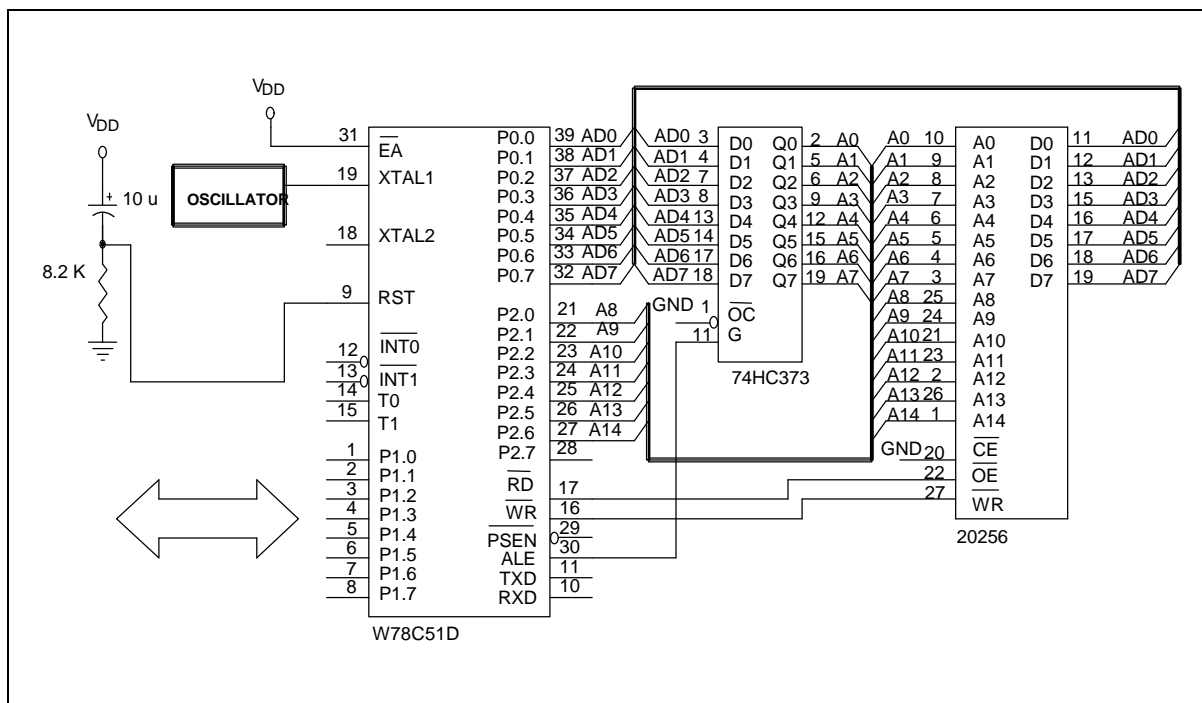 VDD
VDD
10 u
8.2 K
OSCILLATOR
31 EA
19 XTAL1
18 XTAL2
9 RST
12 INT0
13 INT1
14 T0
15 T1
1 P1.0
2 P1.1
3 P1.2
4 P1.3
5 P1.4
6 P1.5
7 P1.6
8 P1.7
P0.0 39 AD0
P0.1 38 AD1
P0.2 37 AD2
P0.3 36 AD3
P0.4 35 AD4
P0.5 34 AD5
P0.6 33 AD6
P0.7 32 AD7
P2.0 21 A8
P2.1 22 A9
P2.2 23 A10
P2.3 24 A11
P2.4 25 A12
P2.5 26 A13
P2.6 27 A14
P2.7 28
RD 17
WR 16
PSEN 29
ALE 30
TXD 11
RXD 10
W78C51D
AD0 3 D0 Q0 2 A0
AD1 4 D1 Q1 5 A1
AD2 7 D2 Q2 6 A2
AD3 8 D3 Q3 9 A3
AD4 13 D4 Q4 12 A4
AD5 14 D5 Q5 15 A5
AD6 17 D6 Q6 16 A6
AD7 18 D7 Q7 19 A7
GND 1 OC
11 G
74HC373
A0 10 A0 D0 11 AD0
A1 9 A1 D1 12 AD1
A2 8 A2 D2 13 AD2
A3 7 A3 D3 15 AD3
A4 6 A4 D4 16 AD4
A5 5 A5 D5 17 AD5
A6 4 A6 D6 18 AD6
A7 3 A7 D7 19 AD7
A8 25 A8
A9 24 A9
A10 21 A10
A11 23 A11
A12 2 A12
A13 26 A13
A14 1 A14
GND 20 CE
22 OE
27 WR
20256